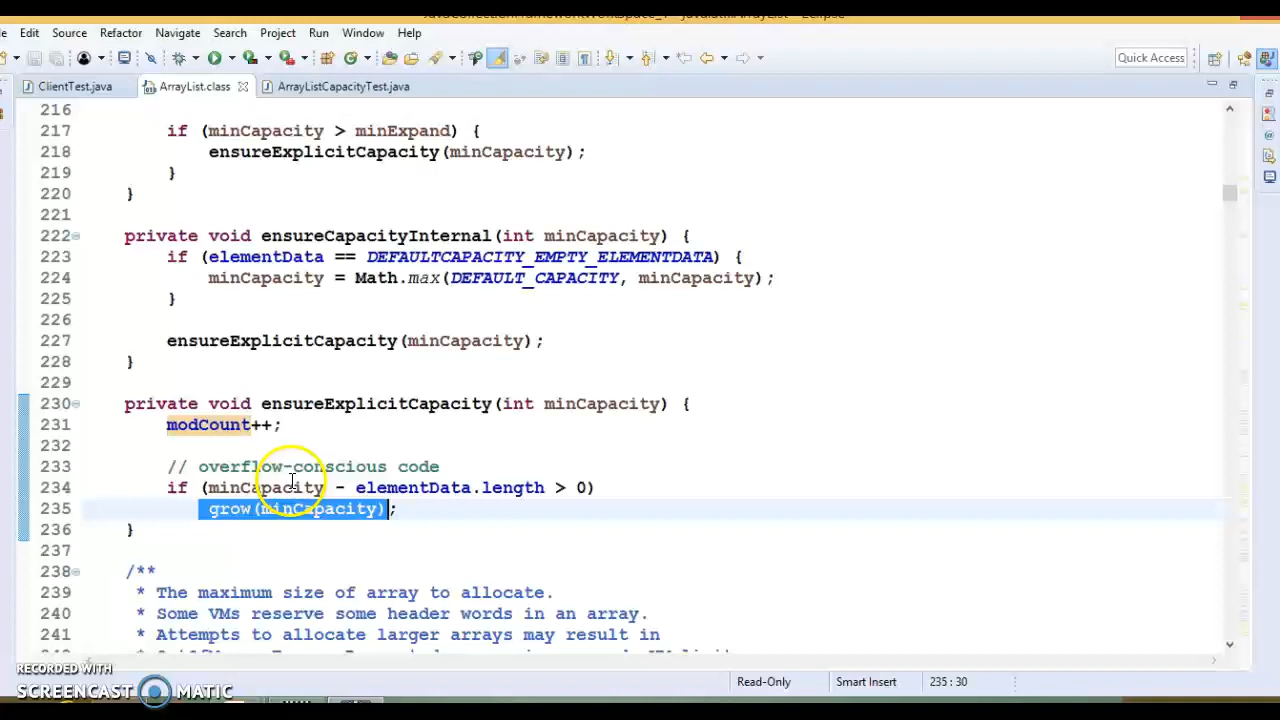 Edit Source Refactor Navigate Search Project Run Window Help
Quick Access
ClientTest.java ArrayList.class ArrayListCapacityTest.java
216
217 if (minCapacity > minExpand) {
218 ensureExplicitCapacity(minCapacity);
219 }
220 }
221
222 private void ensureCapacityInternal(int minCapacity) {
223 if (elementData == DEFAULTCAPACITY_EMPTY_ELEMENTDATA) {
224 minCapacity = Math.max(DEFAULT_CAPACITY, minCapacity);
225 }
226
227 ensureExplicitCapacity(minCapacity);
228 }
229
230 private void ensureExplicitCapacity(int minCapacity) {
231 modCount++;
232
233 // overflow-conscious code
234 if (minCapacity - elementData.length > 0)
235 grow(minCapacity);
236 }
237
238 /**
239 * The maximum size of array to allocate.
240 * Some VMs reserve some header words in an array.
241 * Attempts to allocate larger arrays may result in
RECORDED WITH
SCREENCAST MATIC
Read-Only Smart Insert 235 : 30